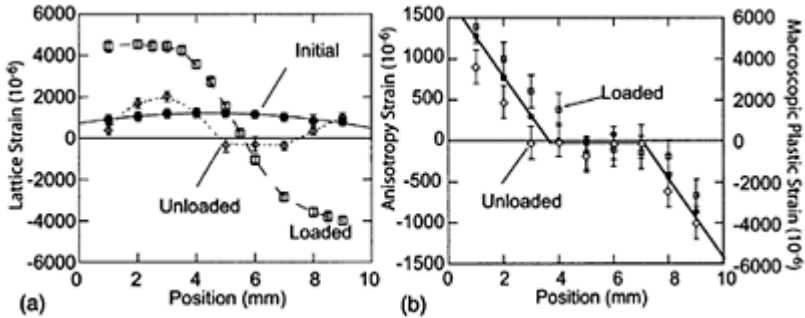 6000
4000
2000
0
-2000
-4000
-6000
Lattice Strain (10-6)
Initial
Unloaded
Loaded
0 2 4 6 8 10
Position (mm)
(a)
1500
1000
500
0
-500
-1000
-1500
Anisotropy Strain (10-6)
Loaded
Unloaded
6000
4000
2000
0
-2000
-4000
-6000
Macroscopic Plastic Strain (10-6)
0 2 4 6 8 10
Position (mm)
(b)